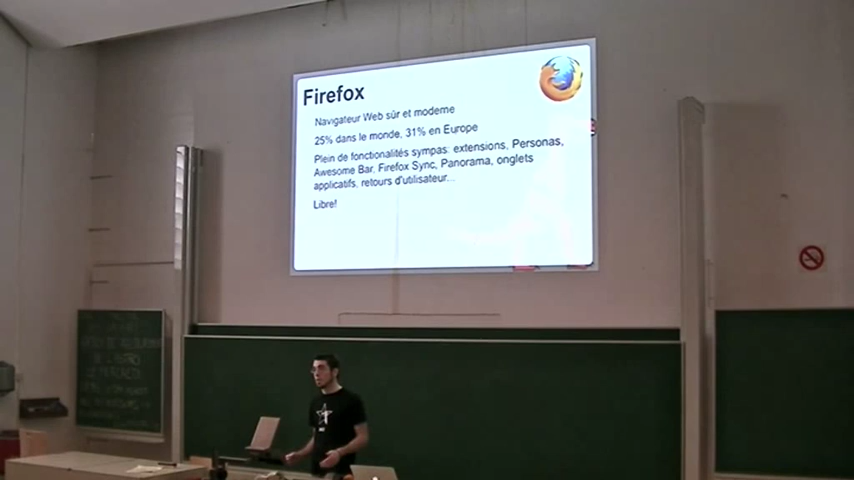 Firefox
Navigateur Web sûr et moderne
25% dans le monde, 31% en Europe
Plein de fonctionalités sympas: extensions, Personas,
Awesome Bar, Firefox Sync, Panorama, onglets
applicatifs, retours d'utilisateur...
Libre!